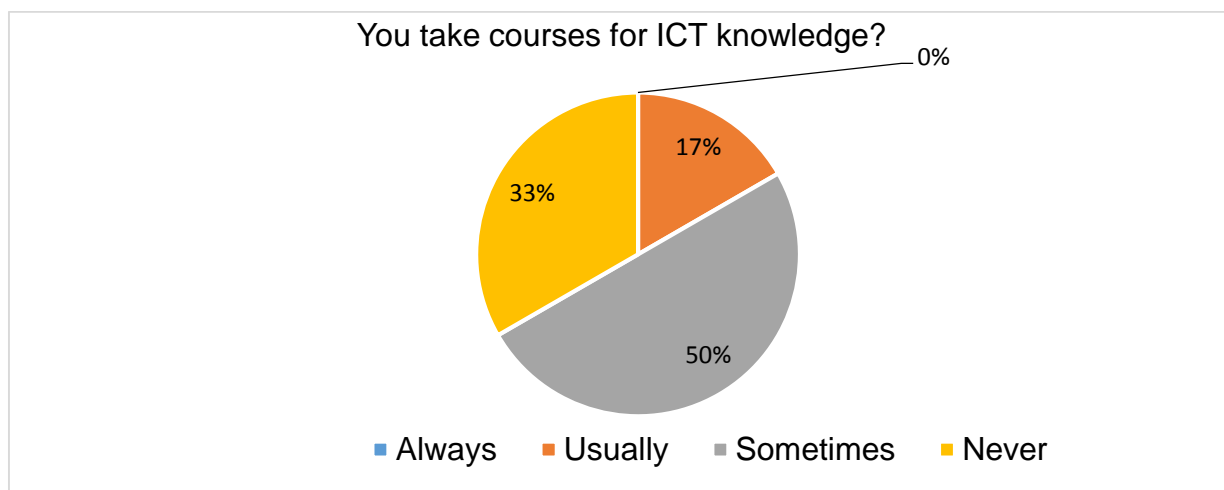 You take courses for ICT knowledge?
0%
17%
33%
50%
Always Usually Sometimes Never